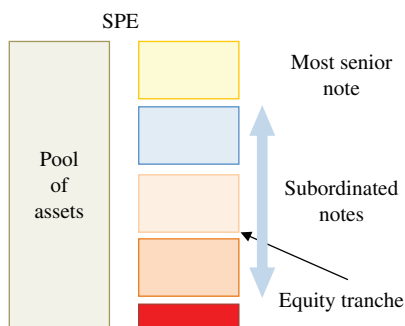 SPE
Most senior
note
Pool
of
assets
Subordinated
notes
Equity tranche